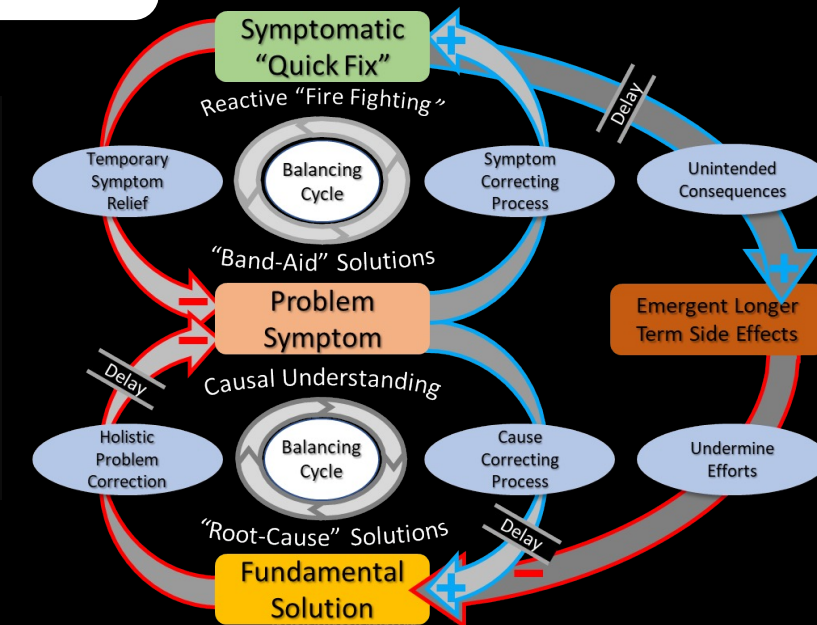 Symptomatic
“Quick Fix”
+
Delay
Reactive “Fire Fighting”
Temporary
Symptom
Relief
Balancing
Cycle
Symptom
Correcting
Process
Unintended
Consequences
“Band-Aid” Solutions
+
−
Problem
Symptom
Emergent Longer
Term Side Effects
−
Delay
Causal Understanding
Holistic
Problem
Correction
Balancing
Cycle
Cause
Correcting
Process
Undermine
Efforts
“Root-Cause” Solutions
Delay
−
Fundamental
Solution
+